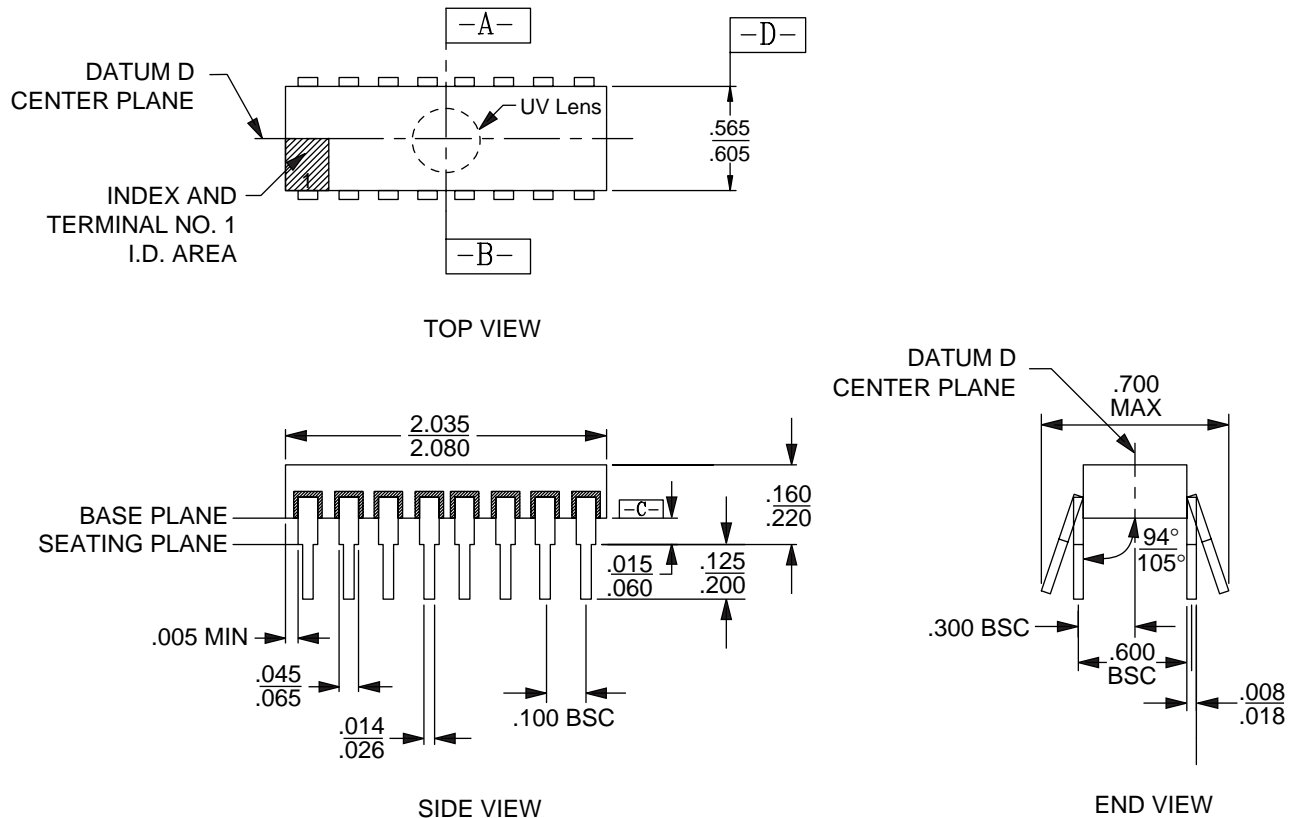 -A-
-D-
DATUM D
CENTER PLANE
UV Lens
.565
.605
1
INDEX AND
TERMINAL NO. 1
I.D. AREA
-B-
TOP VIEW
DATUM D
CENTER PLANE
.700
MAX
2.035
2.080
BASE PLANE
SEATING PLANE
-C-
.160
.220
.015
.060
.125
.200
94°
105°
.005 MIN
.300 BSC
.600
BSC
.045
.065
.100 BSC
.008
.018
.014
.026
SIDE VIEW
END VIEW